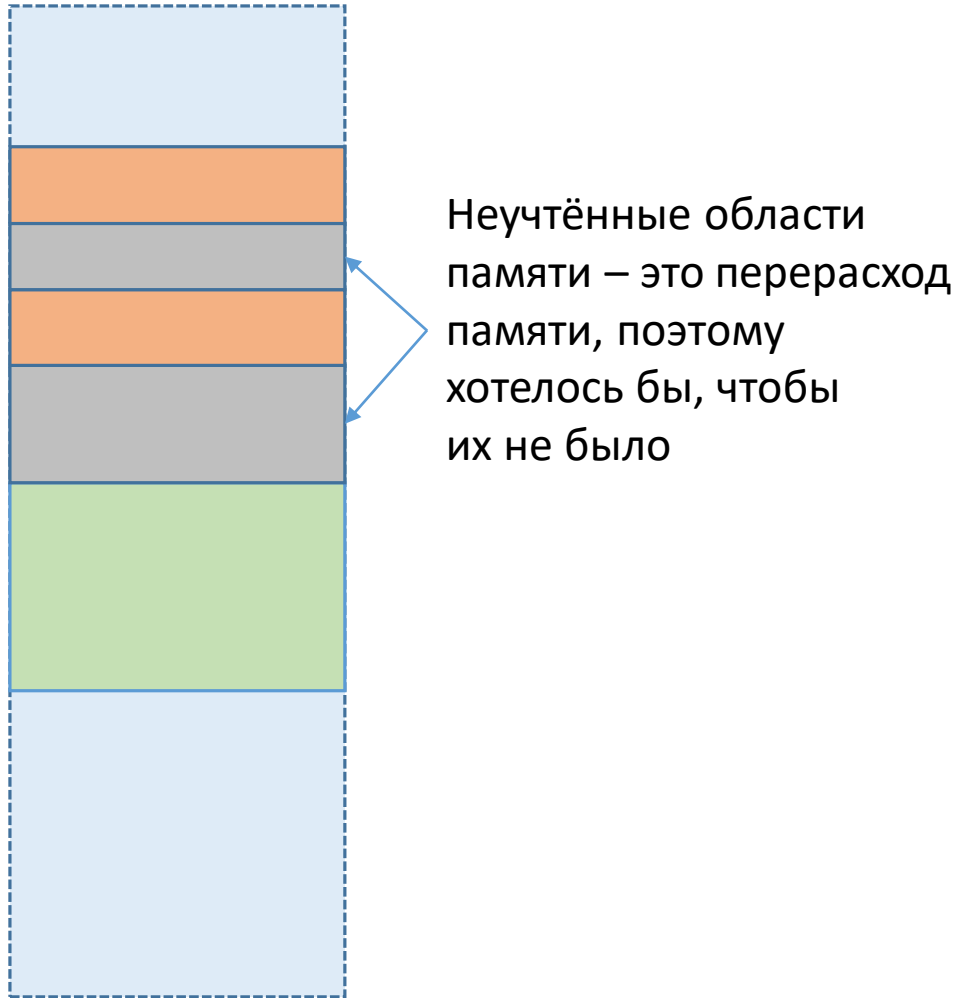 Неучтённые области
памяти – это перерасход
памяти, поэтому
хотелось бы, чтобы
их не было